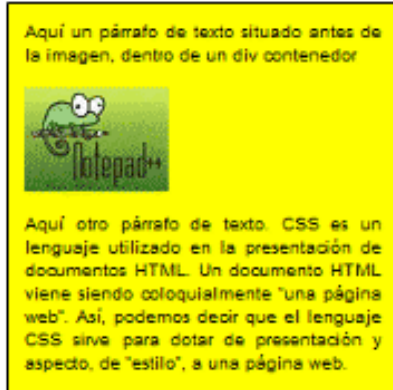 Aquí un párrafo de texto situado antes de
la imagen, dentro de un div contenedor
Notepad++
Aquí otro párrafo de texto. CSS es un
lenguaje utilizado en la presentación de
documentos HTML. Un documento HTML
viene siendo coloquialmente "una página
web". Así, podemos decir que el lenguaje
CSS sirve para dotar de presentación y
aspecto, de "estilo", a una página web.